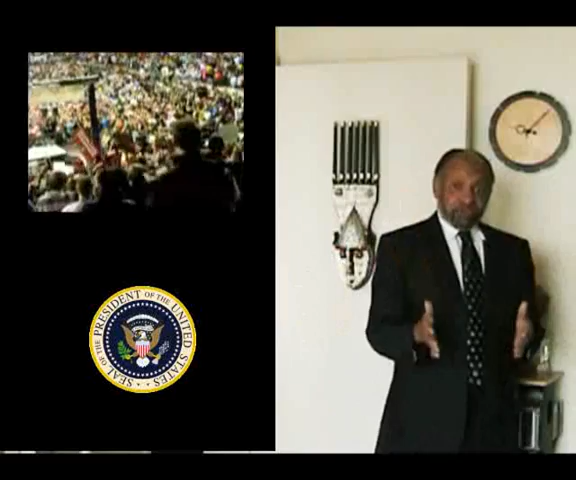 SEAL OF THE PRESIDENT OF THE UNITED STATES